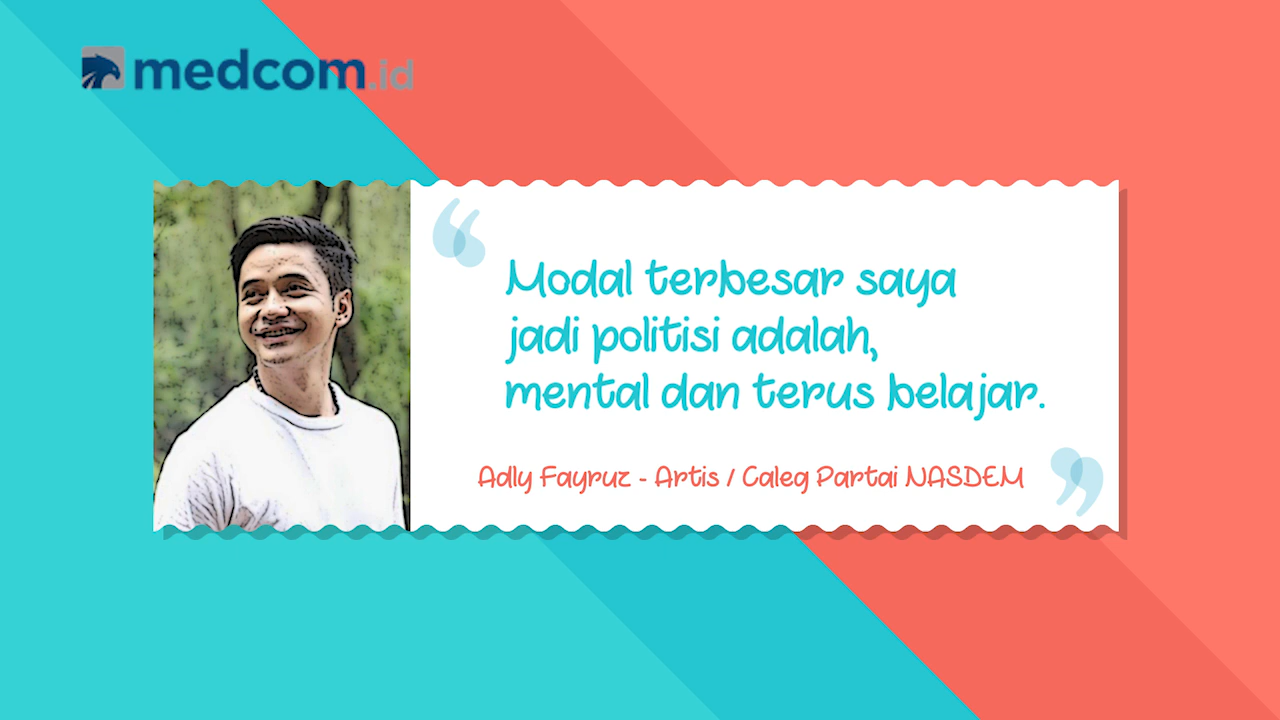 medcom.id
Modal terbesar saya
jadi politisi adalah,
mental dan terus belajar.
Adly Fayruz - Artis / Caleg Partai NASDEM